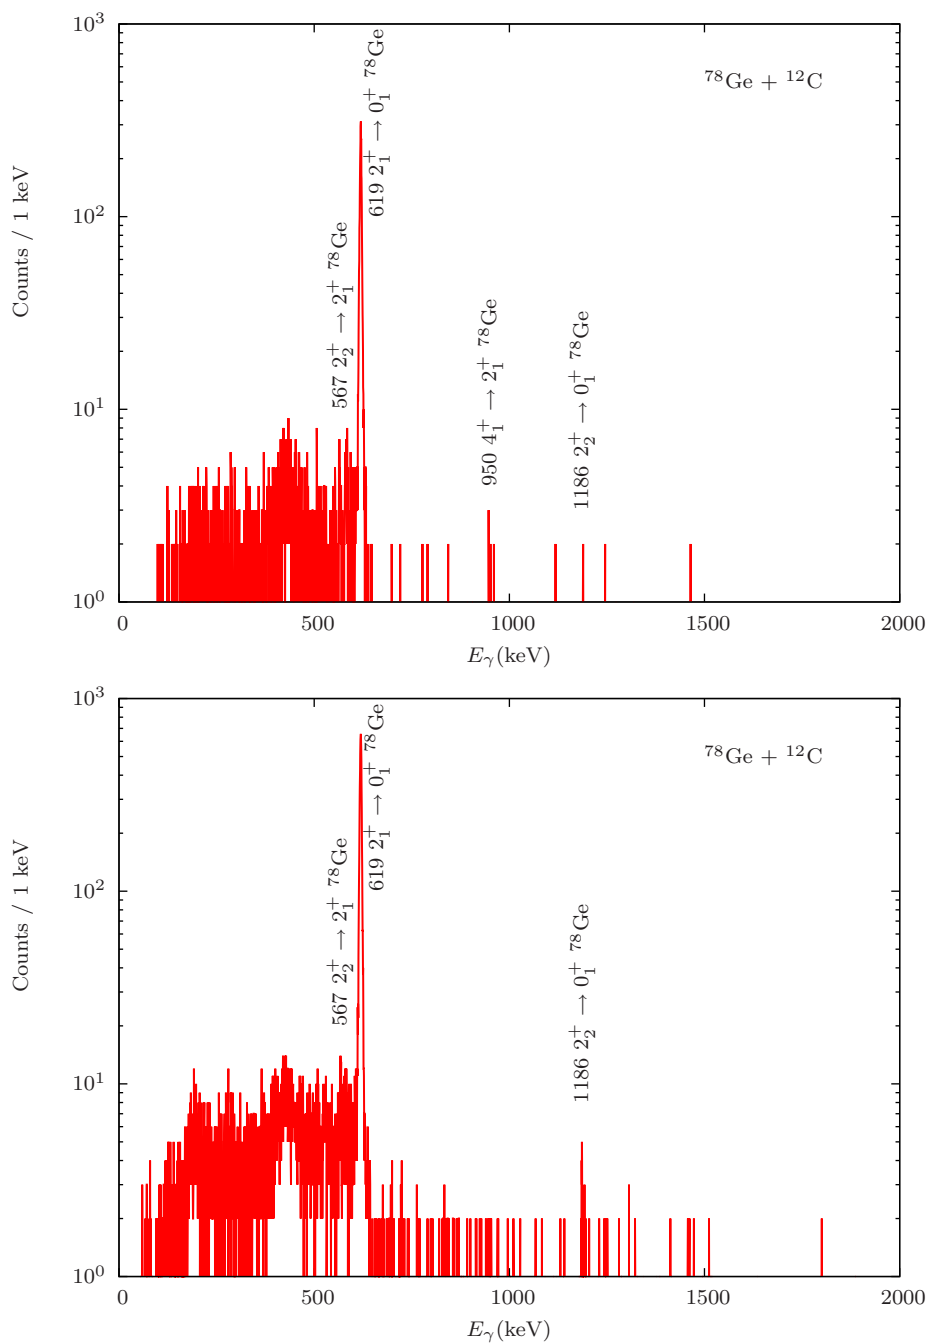 10³
10²
10¹
10⁰
Counts / 1 keV
⁷⁸Ge + ¹²C
567 2₂⁺ → 2₁⁺ ⁷⁸Ge
619 2₁⁺ → 0₁⁺ ⁷⁸Ge
950 4₁⁺ → 2₁⁺ ⁷⁸Ge
1186 2₂⁺ → 0₁⁺ ⁷⁸Ge
0 500 1000 1500 2000
E_γ(keV)
10³
10²
10¹
10⁰
Counts / 1 keV
⁷⁸Ge + ¹²C
567 2₂⁺ → 2₁⁺ ⁷⁸Ge
619 2₁⁺ → 0₁⁺ ⁷⁸Ge
1186 2₂⁺ → 0₁⁺ ⁷⁸Ge
0 500 1000 1500 2000
E_γ(keV)